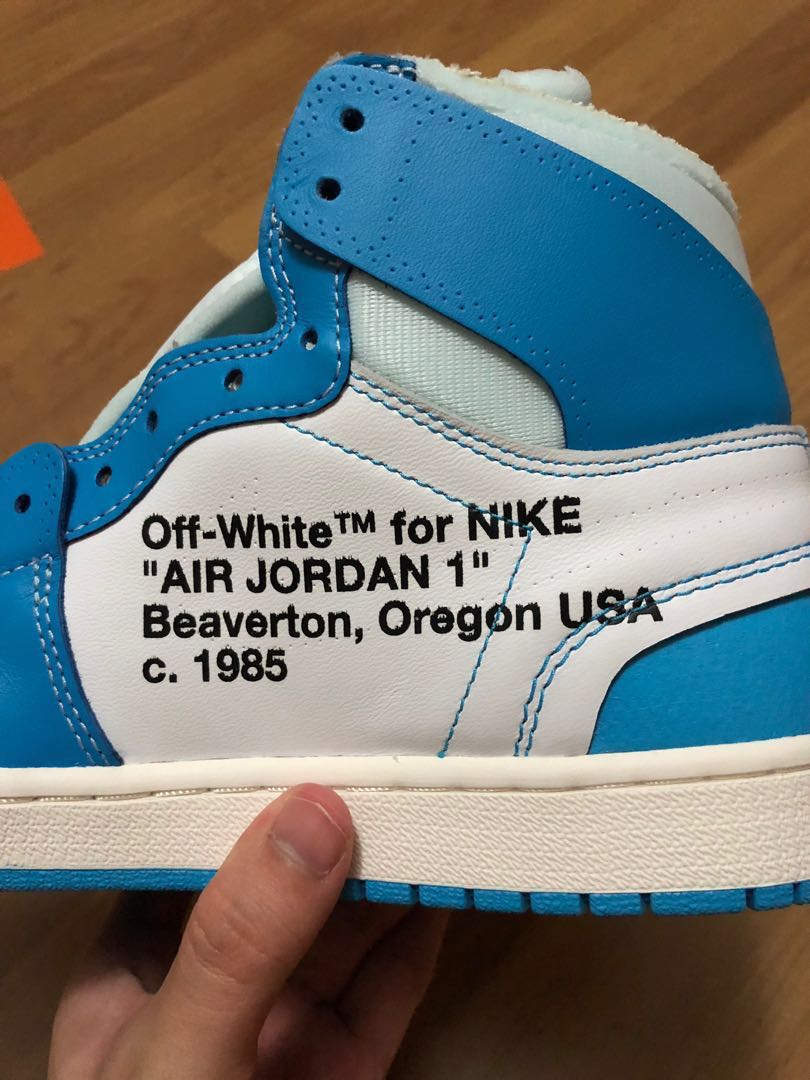 Off-White™ for NIKE
"AIR JORDAN 1"
Beaverton, Oregon USA
c. 1985